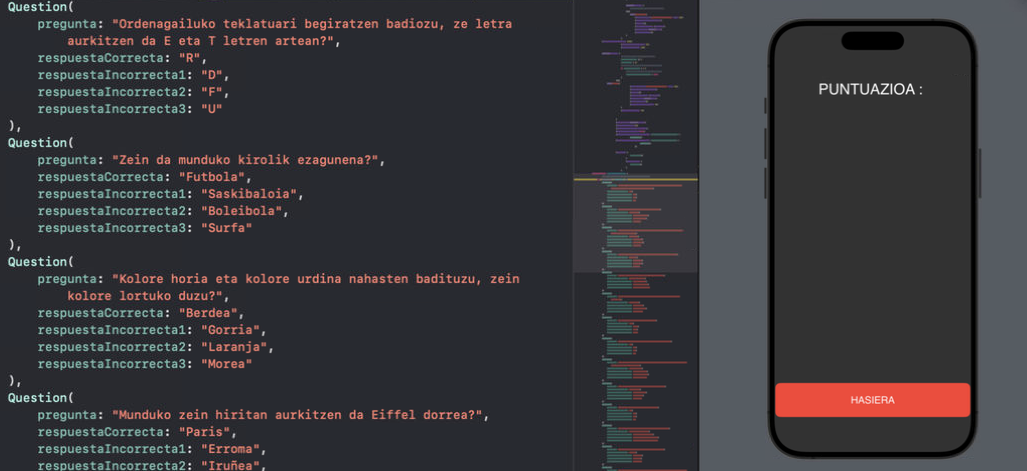 Question(
pregunta: "Ordenagailuko teklatuari begiratzen badiozu, ze letra
aurkitzen da E eta T letren artean?",
respuestaCorrecta: "R",
respuestaIncorrecta1: "D",
respuestaIncorrecta2: "F",
respuestaIncorrecta3: "U"
),
Question(
pregunta: "Zein da munduko kirolik ezagunena?",
respuestaCorrecta: "Futbola",
respuestaIncorrecta1: "Saskibaloia",
respuestaIncorrecta2: "Boleibola",
respuestaIncorrecta3: "Surfa"
),
Question(
pregunta: "Kolore horia eta kolore urdina nahasten badituzu, zein
kolore lortuko duzu?",
respuestaCorrecta: "Berdea",
respuestaIncorrecta1: "Gorria",
respuestaIncorrecta2: "Laranja",
respuestaIncorrecta3: "Morea"
),
Question(
pregunta: "Munduko zein hiritan aurkitzen da Eiffel dorrea?",
respuestaCorrecta: "Paris",
respuestaIncorrecta1: "Erroma",
respuestaIncorrecta2: "Iruñea",
PUNTUAZIOA :
HASIERA